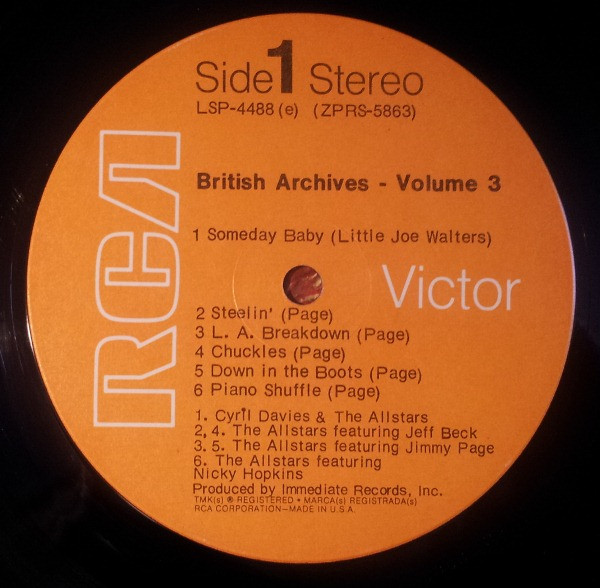 Side 1 Stereo
LSP-4488 (e) (ZPRS-5863)
RCA
British Archives - Volume 3
1 Someday Baby (Little Joe Walters)
Victor
2 Steelin' (Page)
3 L. A. Breakdown (Page)
4 Chuckles (Page)
5 Down in the Boots (Page)
6 Piano Shuffle (Page)
1. Cyril Davies & The Allstars
2, 4. The Allstars featuring Jeff Beck
3. 5. The Allstars featuring Jimmy Page
6. The Allstars featuring
Nicky Hopkins
Produced by Immediate Records, Inc.
TMK(s) ® REGISTERED • MARCA(s) REGISTRADA(s)
RCA CORPORATION—MADE IN U.S.A.